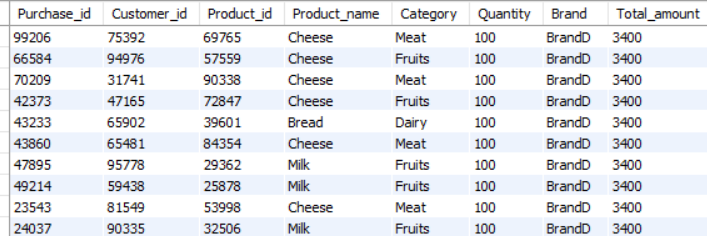 Purchase_id Customer_id Product_id Product_name Category Quantity Brand Total_amount
99206 75392 69765 Cheese Meat 100 BrandD 3400
66584 94976 57559 Cheese Fruits 100 BrandD 3400
70209 31741 90338 Cheese Meat 100 BrandD 3400
42373 47165 72847 Cheese Fruits 100 BrandD 3400
43233 65902 39601 Bread Dairy 100 BrandD 3400
43860 65481 84354 Cheese Meat 100 BrandD 3400
47895 95778 29362 Milk Fruits 100 BrandD 3400
49214 59438 25878 Milk Fruits 100 BrandD 3400
23543 81549 53998 Cheese Meat 100 BrandD 3400
24037 90335 32506 Milk Fruits 100 BrandD 3400